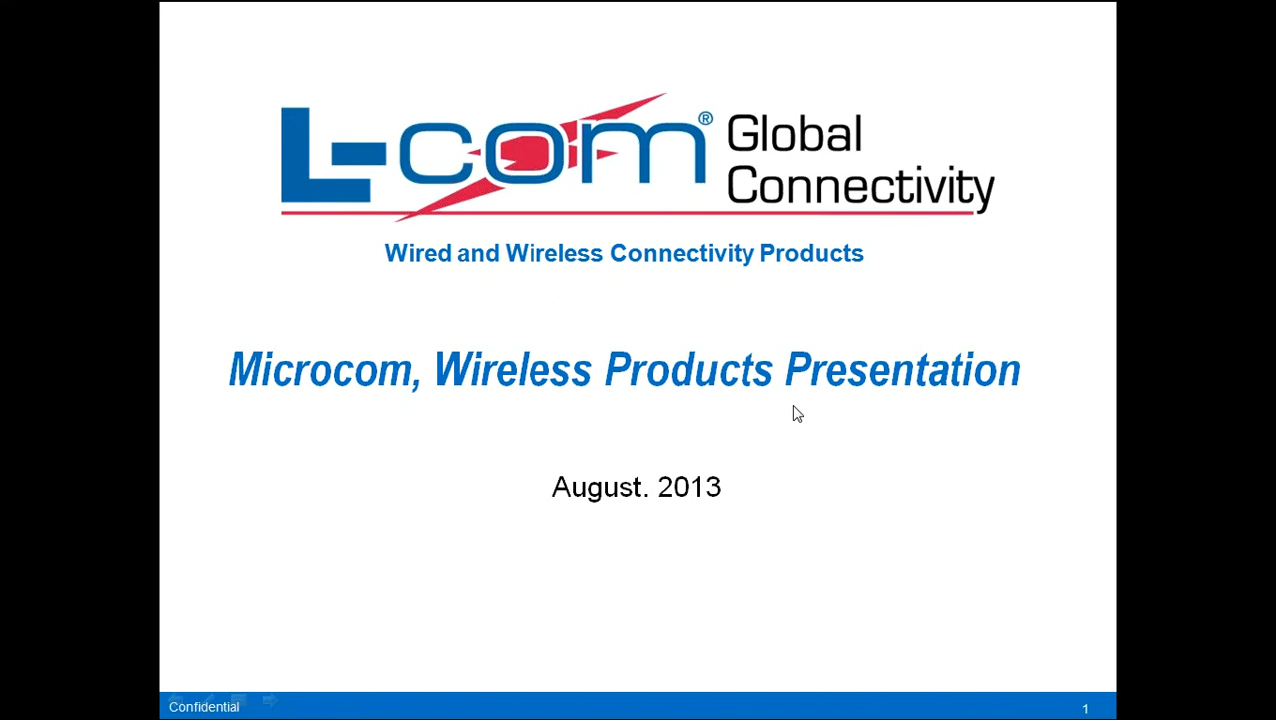 L-com® Global
Connectivity
Wired and Wireless Connectivity Products
Microcom, Wireless Products Presentation
August. 2013
Confidential
1